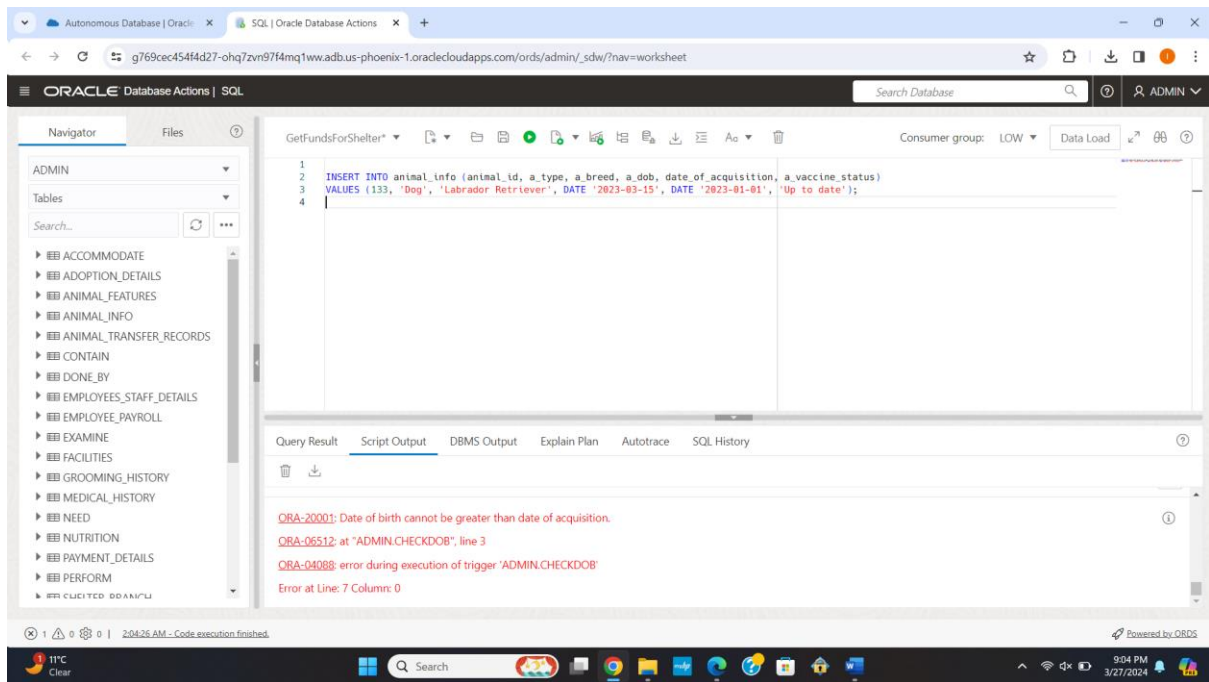 Autonomous Database | Oracle
SQL | Oracle Database Actions
g769cec454f4d27-ohq7zvn97f4mq1ww.adb.us-phoenix-1.oraclecloudapps.com/ords/admin/_sdw/?nav=worksheet
ORACLE Database Actions | SQL
Search Database
ADMIN
Navigator
Files
GetFundsForShelter*
Aa
Consumer group: LOW
Data Load
ADMIN
Tables
Search...
ACCOMMODATE
ADOPTION_DETAILS
ANIMAL_FEATURES
ANIMAL_INFO
ANIMAL_TRANSFER_RECORDS
CONTAIN
DONE_BY
EMPLOYEES_STAFF_DETAILS
EMPLOYEE_PAYROLL
EXAMINE
FACILITIES
GROOMING_HISTORY
MEDICAL_HISTORY
NEED
NUTRITION
PAYMENT_DETAILS
PERFORM
SHELTER_BRANCH
1
2 INSERT INTO animal_info (animal_id, a_type, a_breed, a_dob, date_of_acquisition, a_vaccine_status)
3 VALUES (133, 'Dog', 'Labrador Retriever', DATE '2023-03-15', DATE '2023-01-01', 'Up to date');
4
Query Result
Script Output
DBMS Output
Explain Plan
Autotrace
SQL History
ORA-20001: Date of birth cannot be greater than date of acquisition.
ORA-06512: at "ADMIN.CHECKDOB", line 3
ORA-04088: error during execution of trigger 'ADMIN.CHECKDOB'
Error at Line: 7 Column: 0
1 0 0 | 2:04:26 AM - Code execution finished.
Powered by ORDS
1
11°C
Clear
Search
9:04 PM
3/27/2024